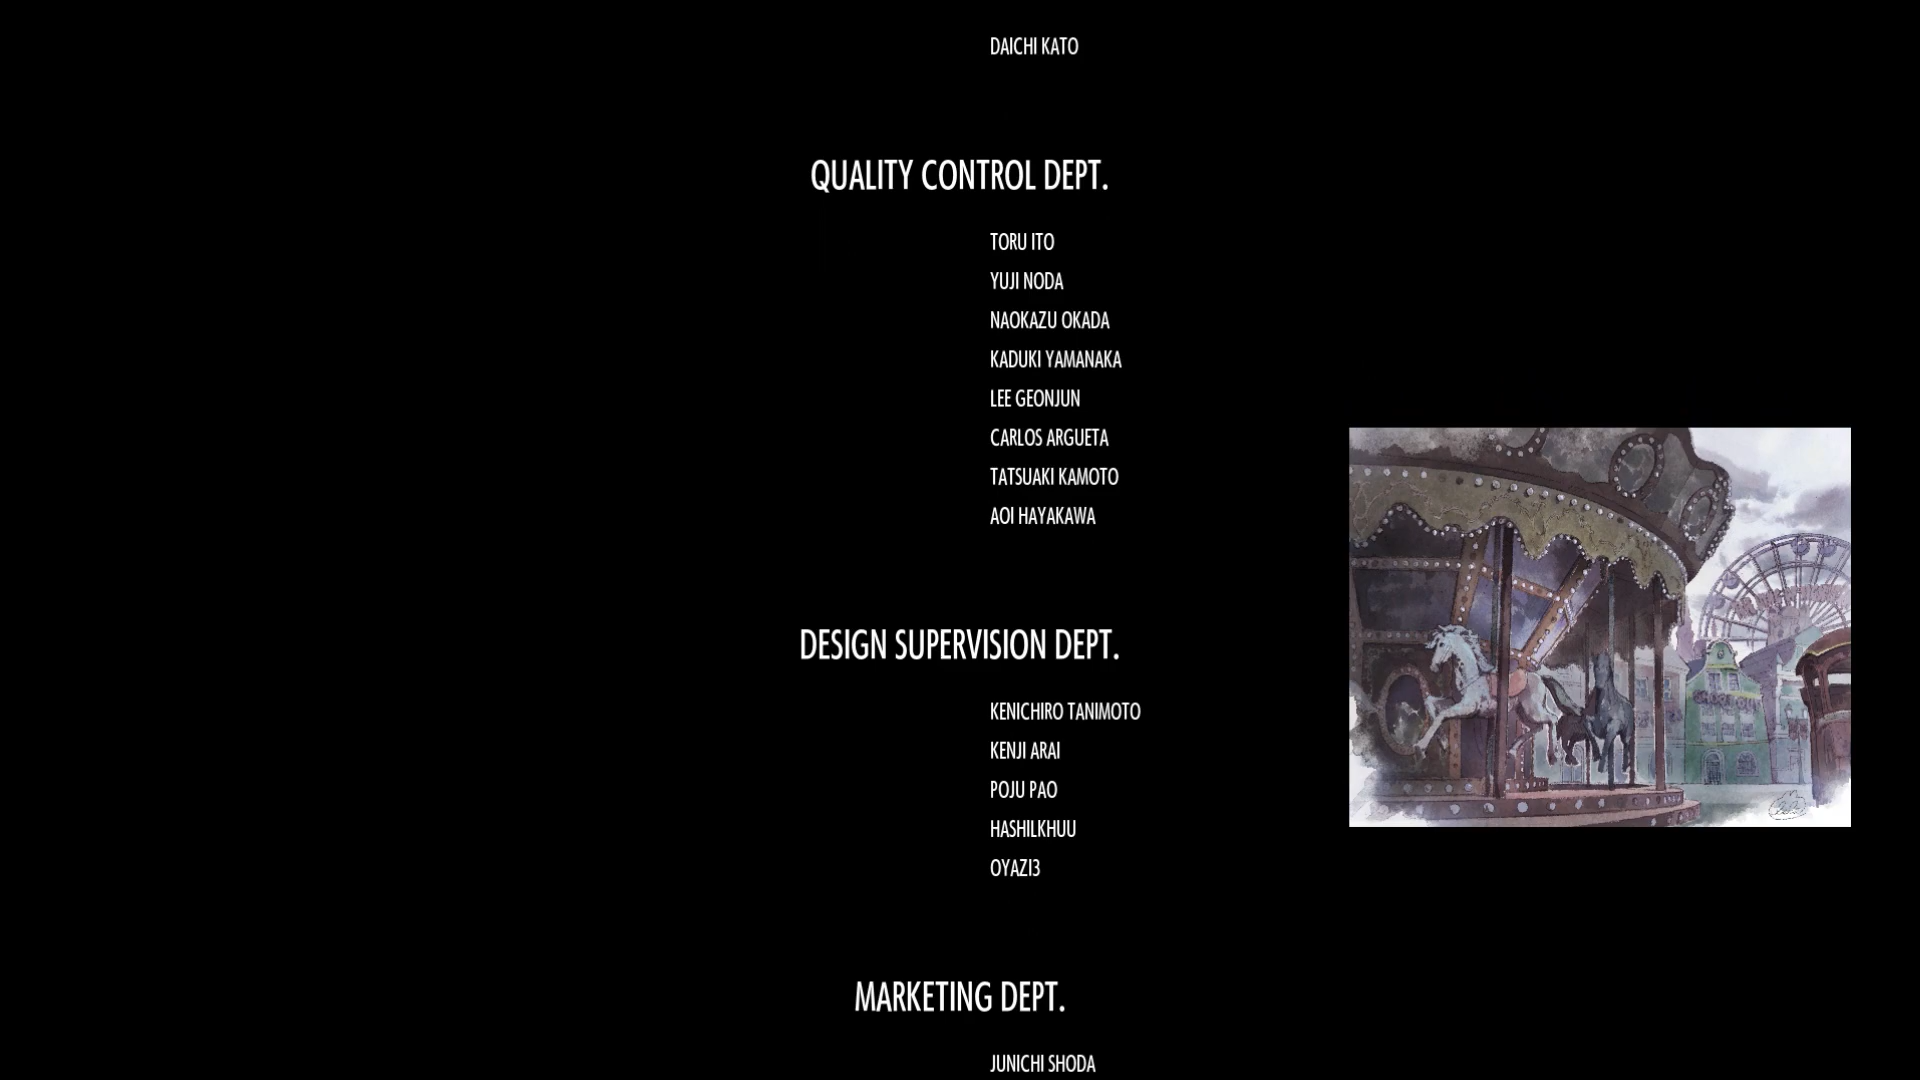 DAICHI KATO
QUALITY CONTROL DEPT.
TORU ITO
YUJI NODA
NAOKAZU OKADA
KADUKI YAMANAKA
LEE GEONJUN
CARLOS ARGUETA
TATSUAKI KAMOTO
AOI HAYAKAWA
DESIGN SUPERVISION DEPT.
KENICHIRO TANIMOTO
KENJI ARAI
POJU PAO
HASHILKHUU
OYAZI3
MARKETING DEPT.
JUNICHI SHODA